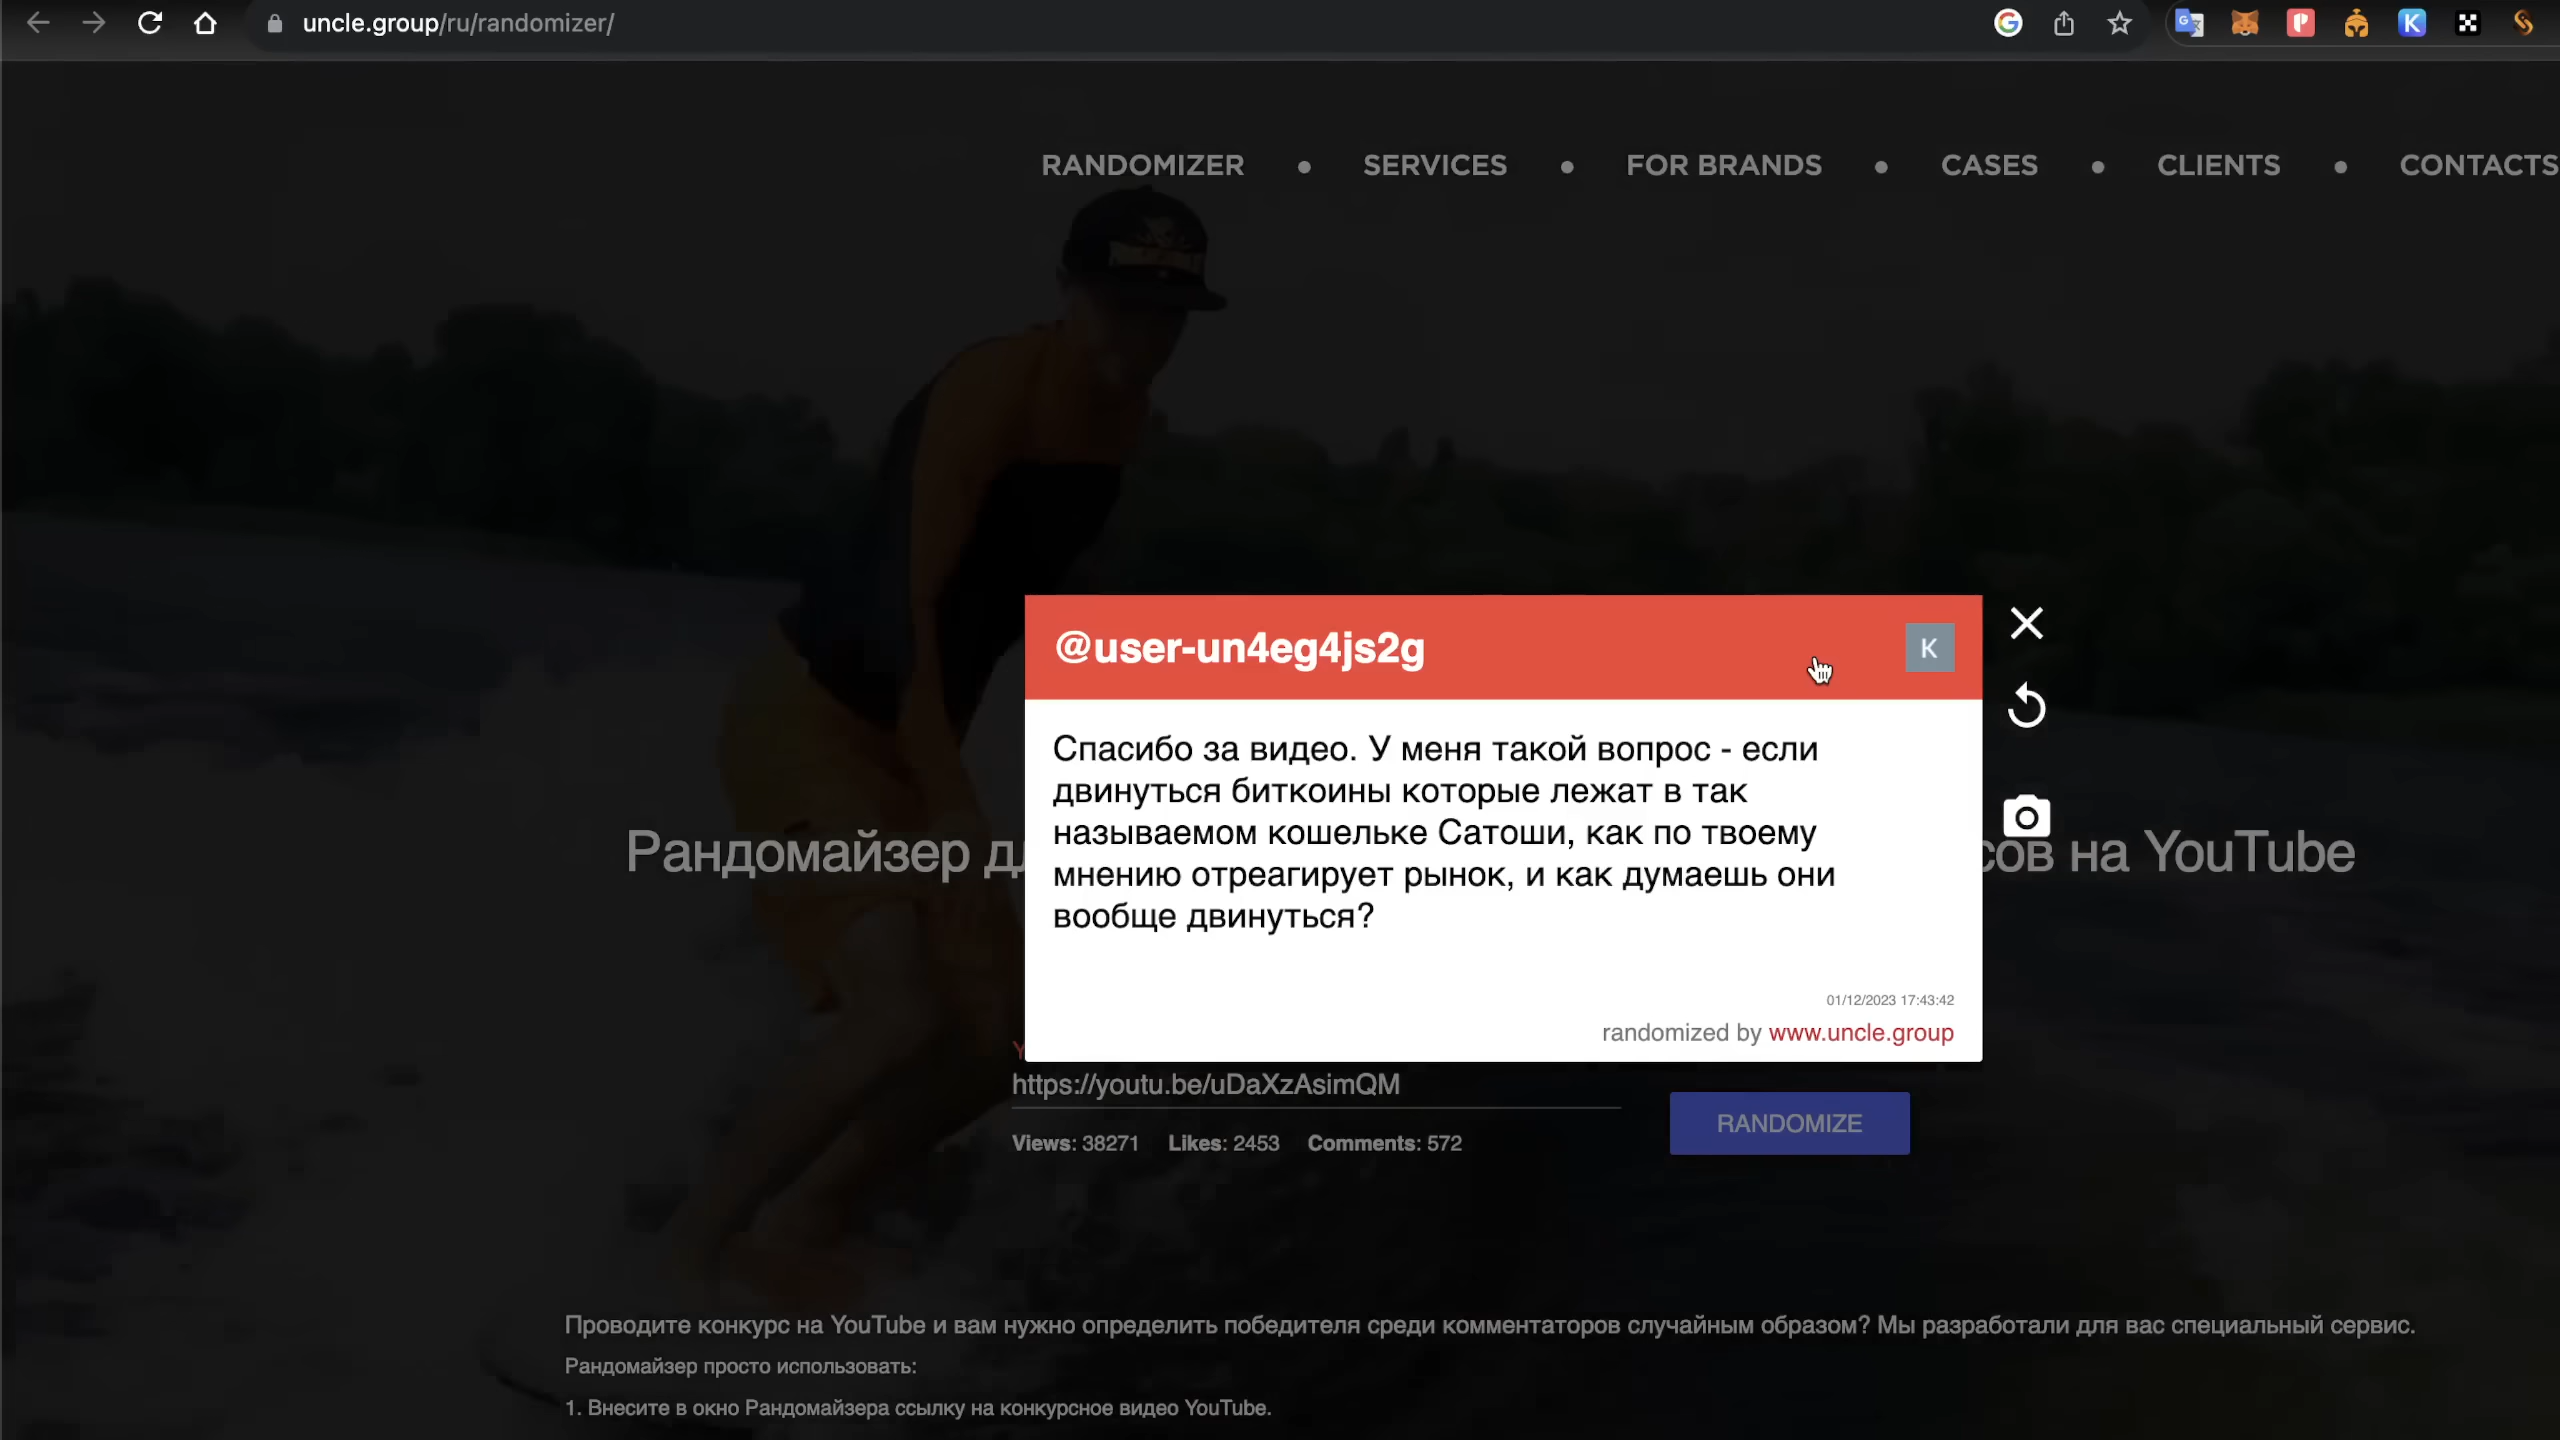 uncle.group/ru/randomizer/
RANDOMIZER • SERVICES • FOR BRANDS • CASES • CLIENTS • CONTACTS
@user-un4eg4js2g
K
Спасибо за видео. У меня такой вопрос - если
двинуться биткоины которые лежат в так
называемом кошельке Сатоши, как по твоему
мнению отреагирует рынок, и как думаешь они
вообще двинуться?
Рандомайзер
на YouTube
01/12/2023 17:43:42
randomized by www.uncle.group
https://youtu.be/uDaXzAsimQM
Views: 38271 Likes: 2453 Comments: 572
RANDOMIZE
Проводите конкурс на YouTube и вам нужно определить победителя среди комментаторов случайным образом? Мы разработали для вас специальный сервис.
Рандомайзер просто использовать:
1. Внесите в окно Рандомайзера ссылку на конкурсное видео YouTube.